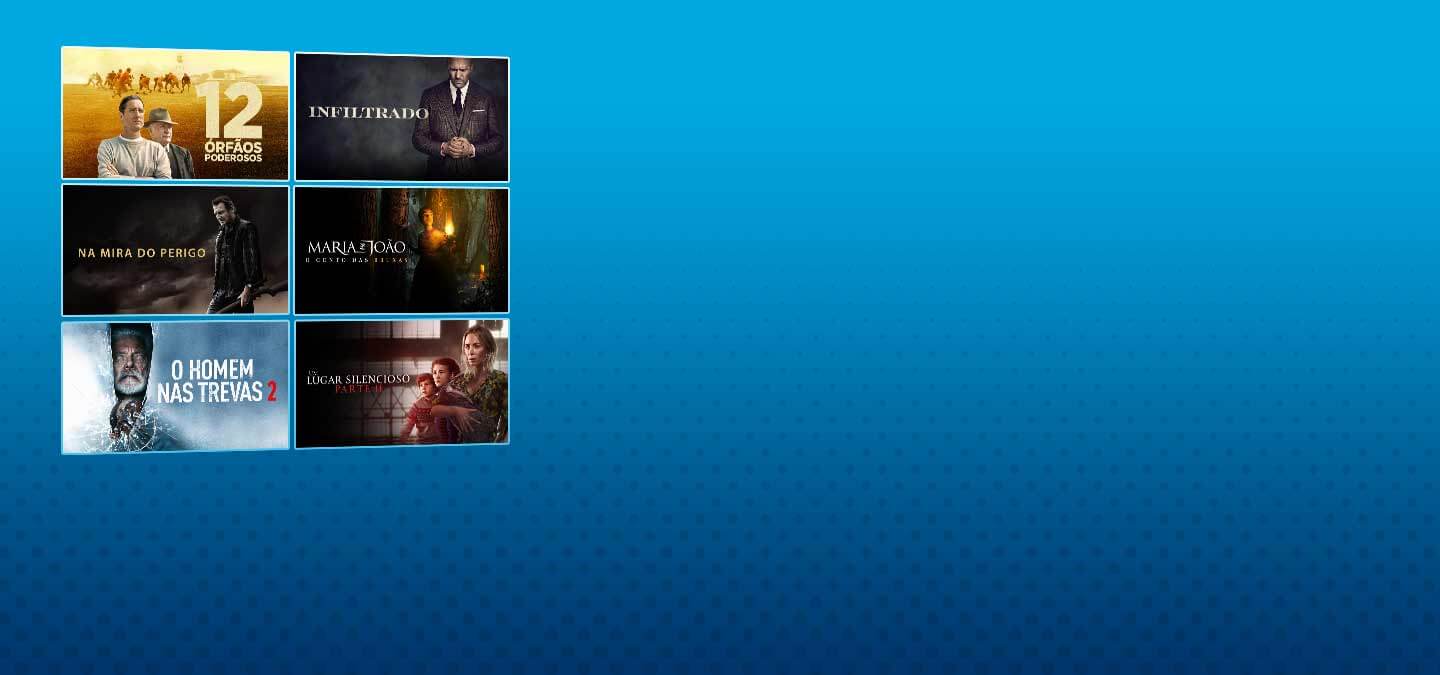 12
ÓRFÃOS
PODEROSOS
INFILTRADO
NA MIRA DO PERIGO
MARIA E JOÃO
O CONTO DAS BRUXAS
O HOMEM
NAS TREVAS 2
UM
LUGAR SILENCIOSO
PARTE II